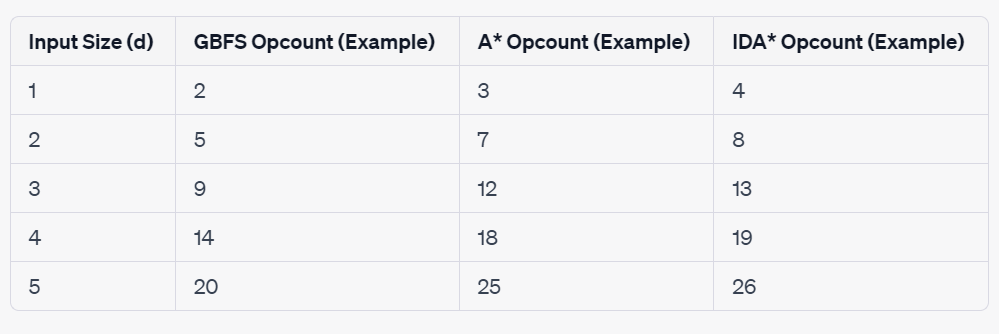 Input Size (d) GBFS Opcount (Example) A* Opcount (Example) IDA* Opcount (Example)
1 2 3 4
2 5 7 8
3 9 12 13
4 14 18 19
5 20 25 26